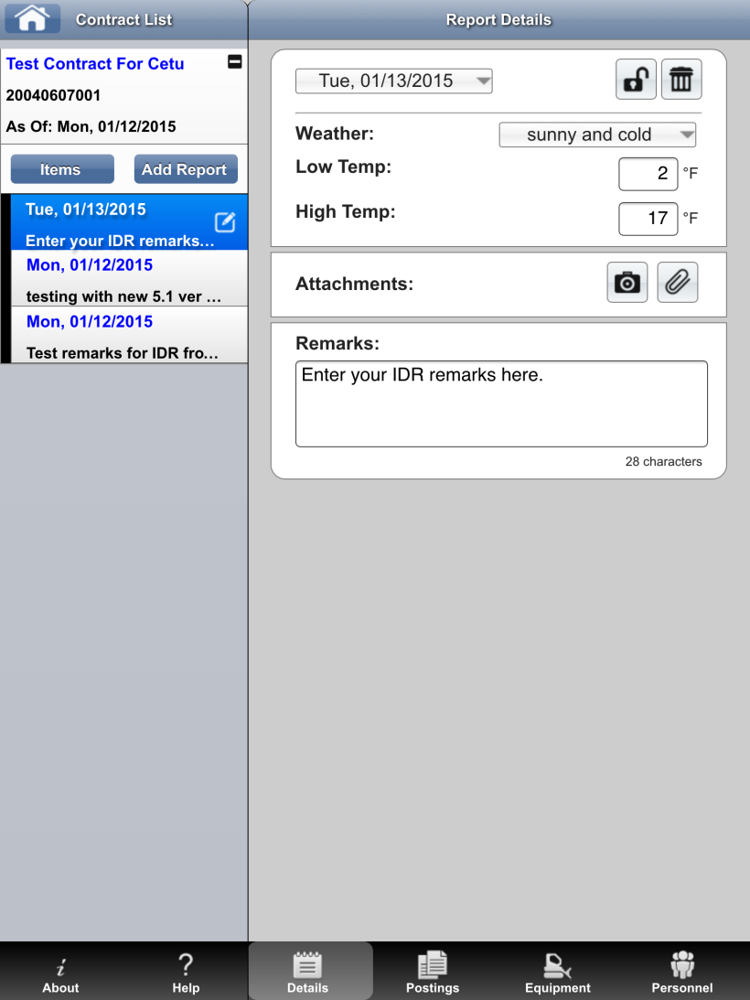 Contract List
Report Details
Test Contract For Cetu
20040607001
As Of: Mon, 01/12/2015
Items
Add Report
Tue, 01/13/2015
Enter your IDR remarks...
Mon, 01/12/2015
testing with new 5.1 ver ...
Mon, 01/12/2015
Test remarks for IDR fro...
Tue, 01/13/2015
Weather:
sunny and cold
Low Temp:
2 °F
High Temp:
17 °F
Attachments:
Remarks:
Enter your IDR remarks here.
28 characters
About
Help
Details
Postings
Equipment
Personnel